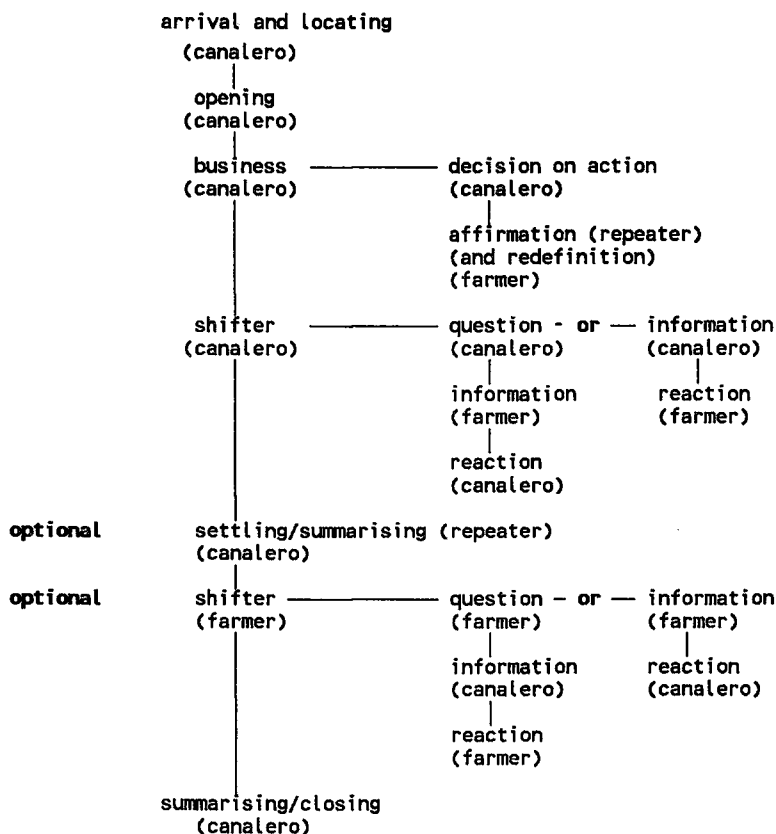 arrival and locating
(canalero)
opening
(canalero)
business decision on action
(canalero) (canalero)
affirmation (repeater)
(and redefinition)
(farmer)
shifter question - or — information
(canalero) (canalero) (canalero)
information reaction
(farmer) (farmer)
reaction
(canalero)
optional settling/summarising (repeater)
(canalero)
optional shifter question — or — information
(farmer) (farmer) (farmer)
information reaction
(canalero) (canalero)
reaction
(farmer)
summarising/closing
(canalero)